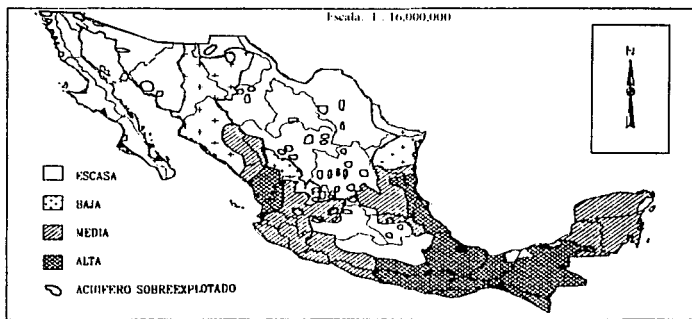 Escala. 1 : 16,000,000
N
ESCASA
BAJA
MEDIA
ALTA
ACUIFERO SOBREEXPLOTADO